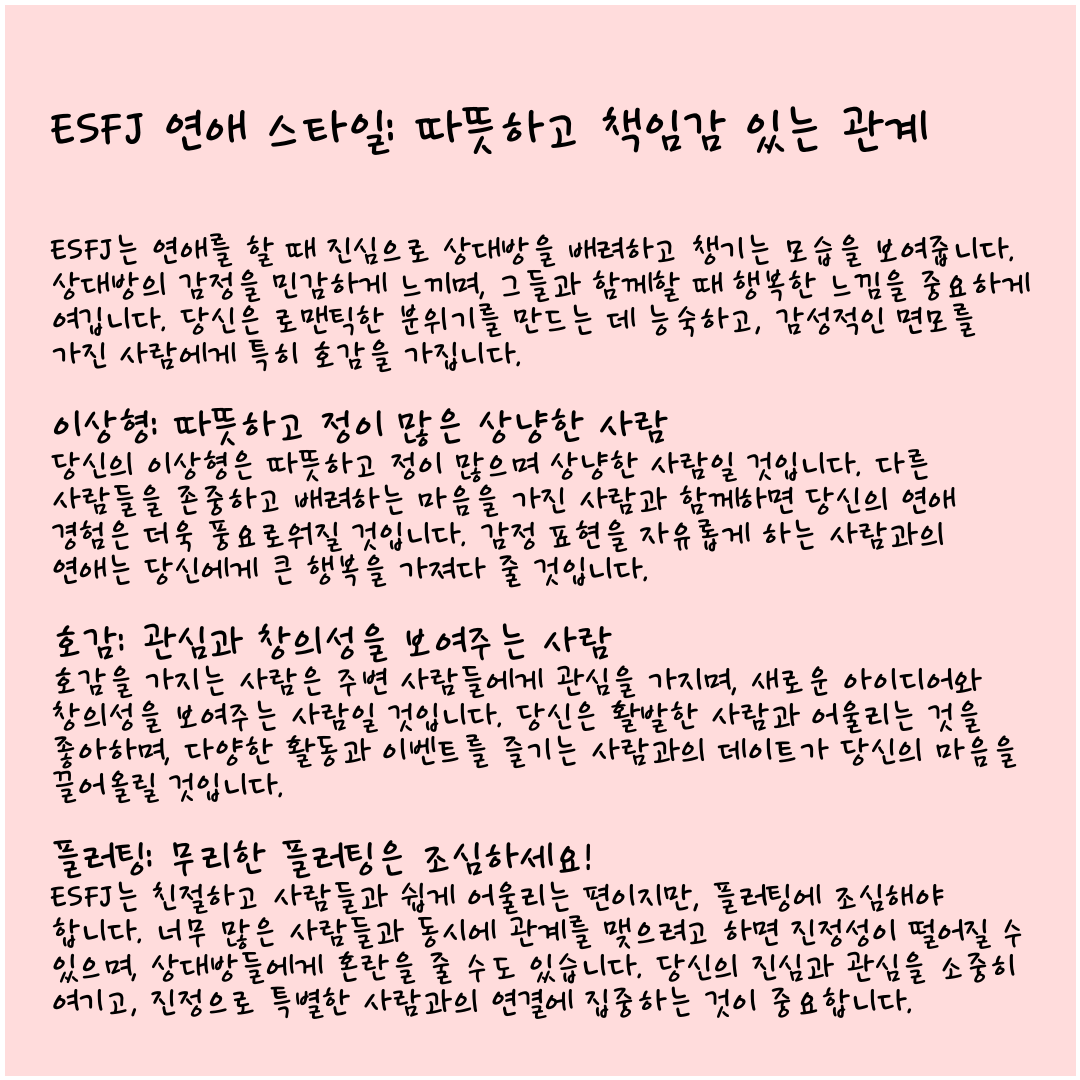 ESFJ 연애 스타일: 따뜻하고 책임감 있는 관계
ESFJ는 연애를 할 때 진심으로 상대방을 배려하고 챙기는 모습을 보여줍니다.
상대방의 감정을 민감하게 느끼며, 그들과 함께할 때 행복한 느낌을 중요하게
여깁니다. 당신은 로맨틱한 분위기를 만드는 데 능숙하고, 감성적인 면모를
가진 사람에게 특히 호감을 가집니다.
이상형: 따뜻하고 정이 많은 상냥한 사람
당신의 이상형은 따뜻하고 정이 많으며 상냥한 사람일 것입니다. 다른
사람들을 존중하고 배려하는 마음을 가진 사람과 함께하면 당신의 연애
경험은 더욱 풍요로워질 것입니다. 감정 표현을 자유롭게 하는 사람과의
연애는 당신에게 큰 행복을 가져다 줄 것입니다.
호감: 관심과 창의성을 보여주는 사람
호감을 가지는 사람은 주변 사람들에게 관심을 가지며, 새로운 아이디어와
창의성을 보여주는 사람일 것입니다. 당신은 활발한 사람과 어울리는 것을
좋아하며, 다양한 활동과 이벤트를 즐기는 사람과의 데이트가 당신의 마음을
끌어올릴 것입니다.
플러팅: 무리한 플러팅은 조심하세요!
ESFJ는 친절하고 사람들과 쉽게 어울리는 편이지만, 플러팅에 조심해야
합니다. 너무 많은 사람들과 동시에 관계를 맺으려고 하면 진정성이 떨어질 수
있으며, 상대방들에게 혼란을 줄 수도 있습니다. 당신의 진심과 관심을 소중히
여기고, 진정으로 특별한 사람과의 연결에 집중하는 것이 중요합니다.